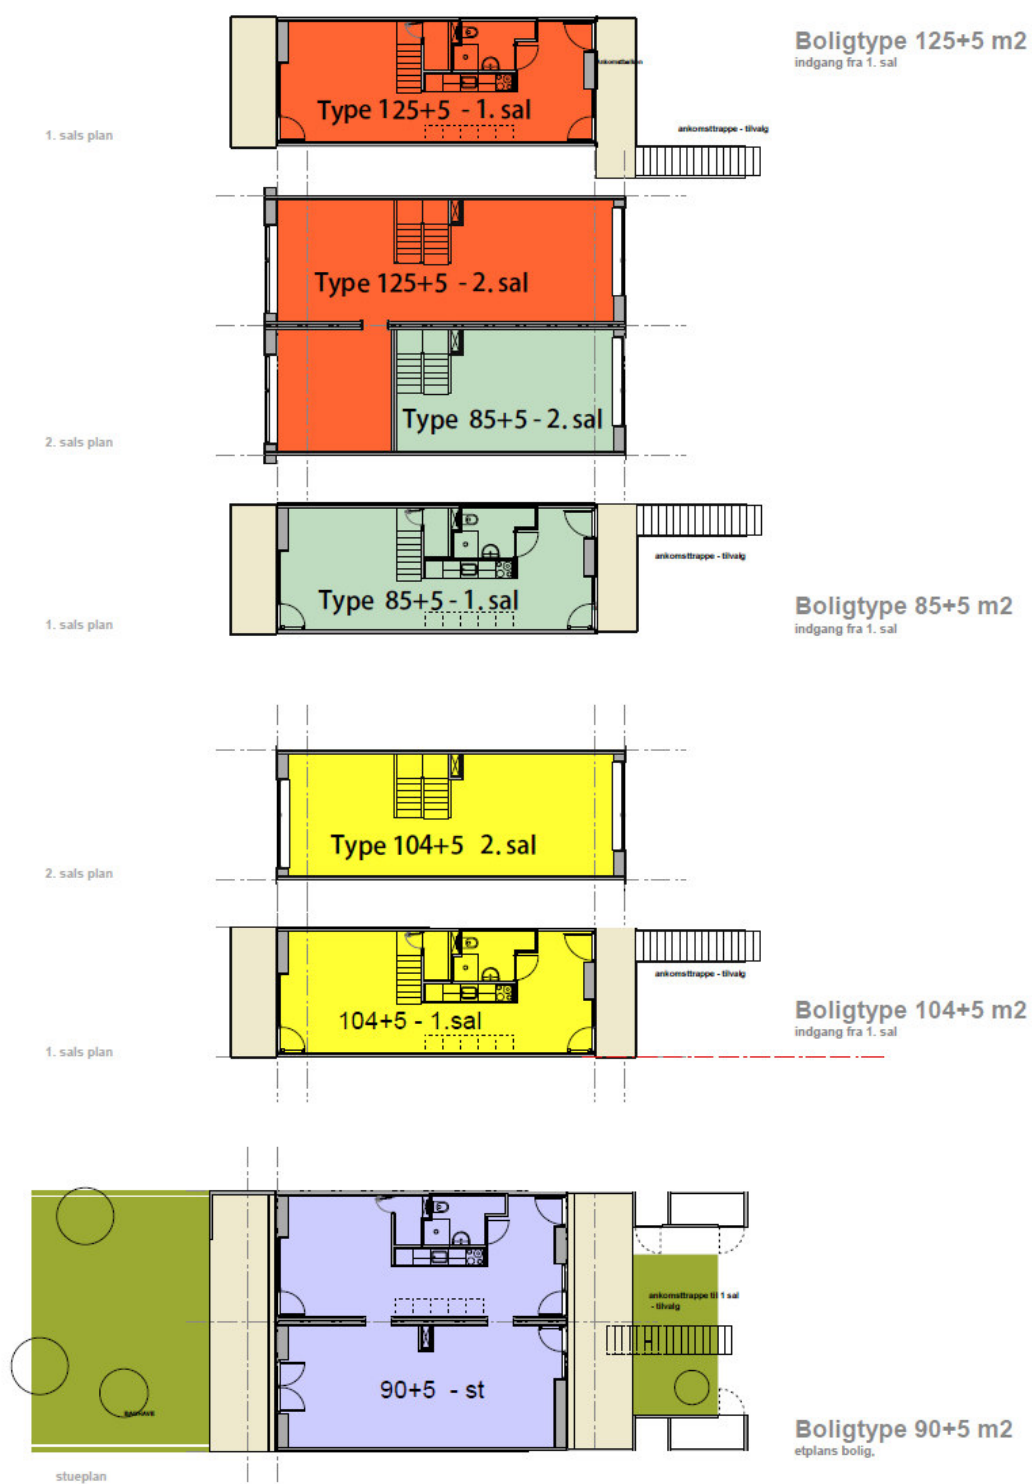 Boligtype 125+5 m2
indgang fra 1. sal
Type 125+5 - 1. sal
ankomsttrappe - tilvalg
1. sals plan
Type 125+5 - 2. sal
Type 85+5 - 2. sal
2. sals plan
ankomsttrappe - tilvalg
Type 85+5 - 1. sal
Boligtype 85+5 m2
indgang fra 1. sal
1. sals plan
Type 104+5 2. sal
2. sals plan
ankomsttrappe - tilvalg
104+5 - 1.sal
Boligtype 104+5 m2
indgang fra 1. sal
1. sals plan
ankomsttrappe til 1 sal
- tilvalg
90+5 - st
Boligtype 90+5 m2
etplans bolig.
stueplan